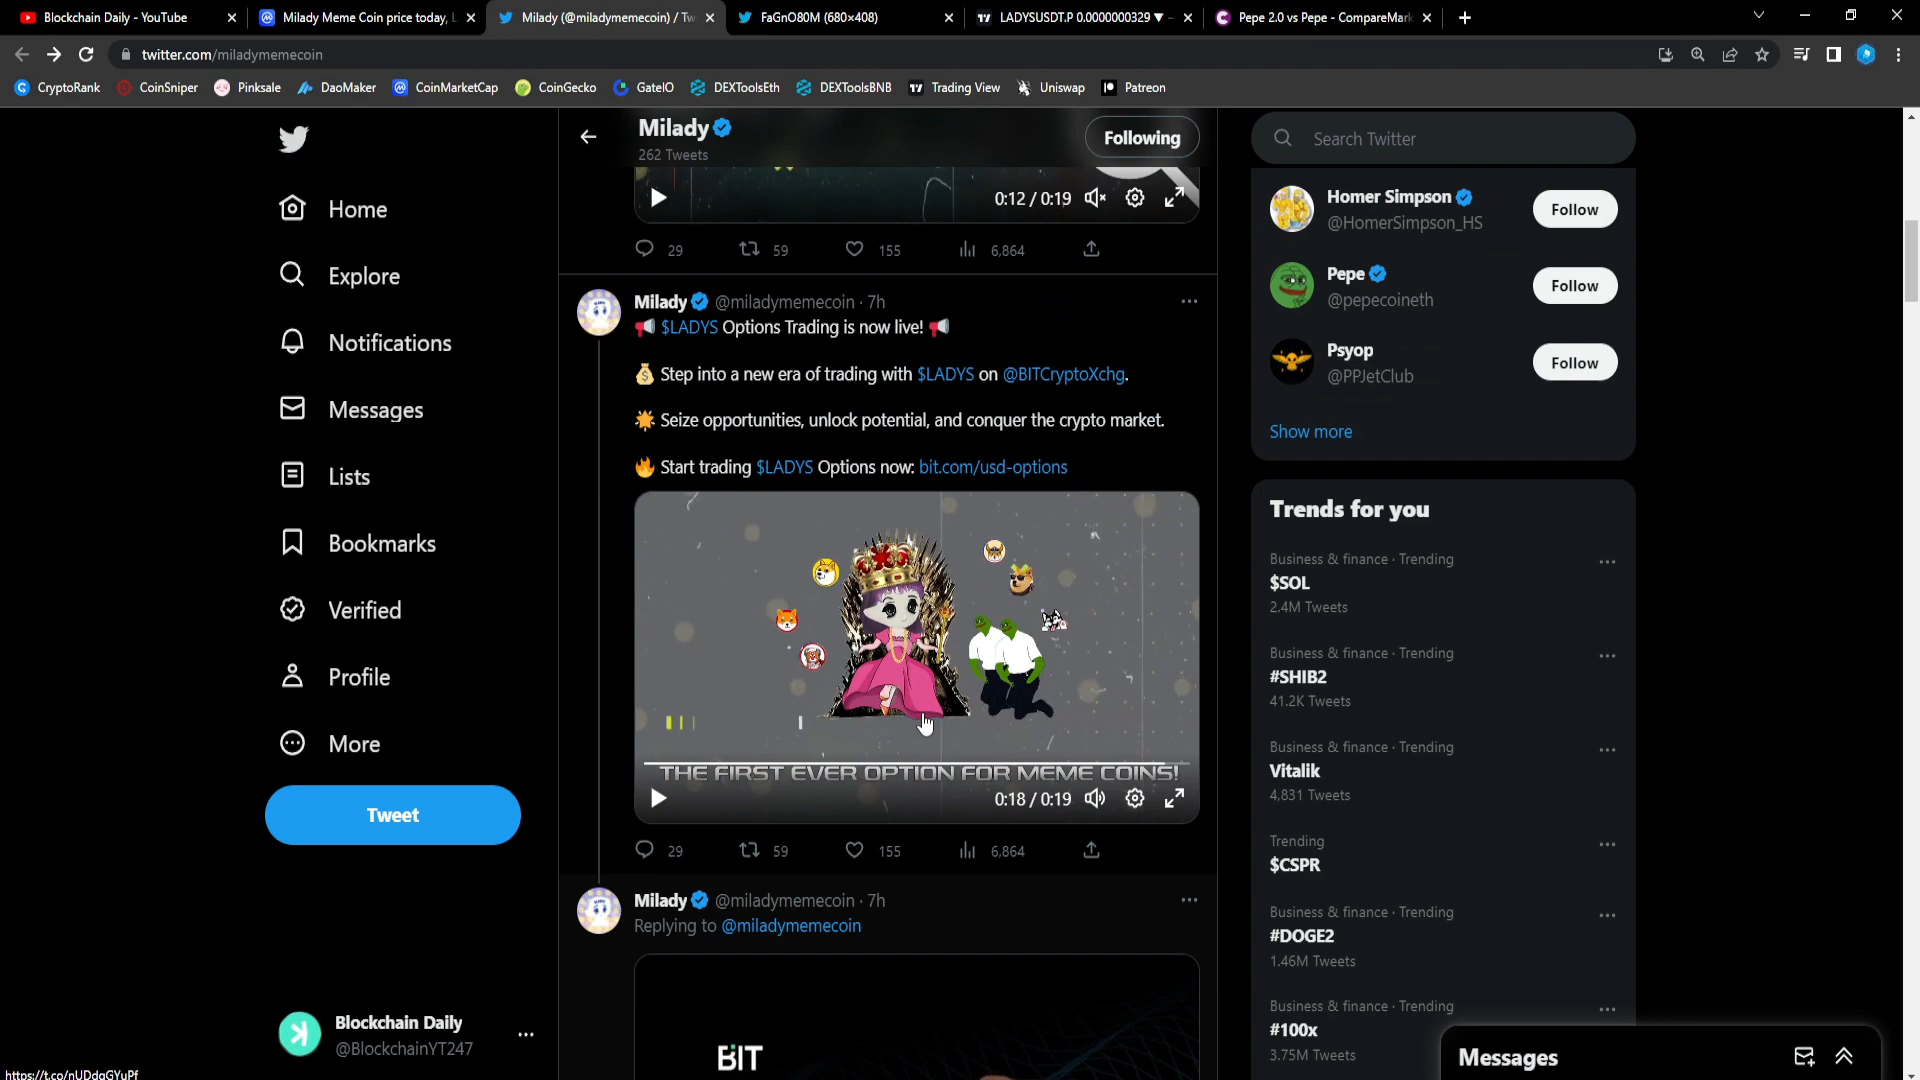 Blockchain Daily - YouTube
Milady Meme Coin price today, L
Milady (@miladymemecoin) / Tw
FaGnO80M (680×408)
LADYSUSDT.P 0.0000000329 ▼ −
Pepe 2.0 vs Pepe - CompareMark
twitter.com/miladymemecoin
CryptoRank
CoinSniper
Pinksale
DaoMaker
CoinMarketCap
CoinGecko
GateIO
DEXToolsEth
DEXToolsBNB
Trading View
Uniswap
Patreon
Home
Explore
Notifications
Messages
Lists
Bookmarks
Verified
Profile
More
Tweet
Blockchain Daily
@BlockchainYT247
https://t.co/nUDdqGYuPf
Milady
262 Tweets
Following
0:12 / 0:19
29 59 155 6,864
Milady @miladymemecoin · 7h
$LADYS Options Trading is now live!
Step into a new era of trading with $LADYS on @BITCryptoXchg.
Seize opportunities, unlock potential, and conquer the crypto market.
Start trading $LADYS Options now: bit.com/usd-options
THE FIRST EVER OPTION FOR MEME COINS!
0:18 / 0:19
29 59 155 6,864
Milady @miladymemecoin · 7h
Replying to @miladymemecoin
BIT
Search Twitter
Homer Simpson
@HomerSimpson_HS
Follow
Pepe
@pepecoineth
Follow
Psyop
@PPJetClub
Follow
Show more
Trends for you
Business & finance · Trending
$SOL
2.4M Tweets
Business & finance · Trending
#SHIB2
41.2K Tweets
Business & finance · Trending
Vitalik
4,831 Tweets
Trending
$CSPR
Business & finance · Trending
#DOGE2
1.46M Tweets
Business & finance · Trending
#100x
3.75M Tweets
Messages